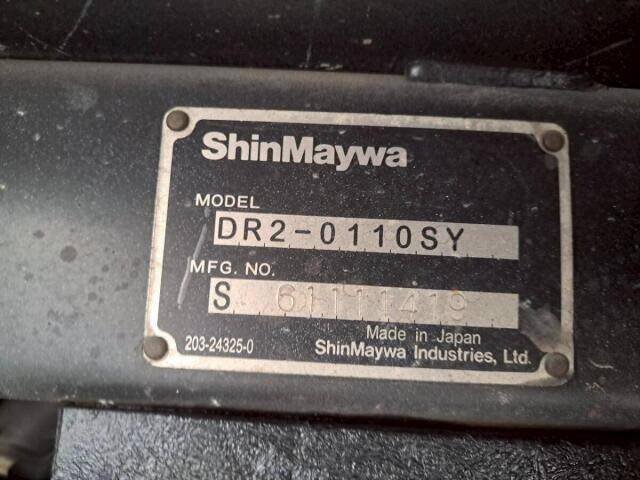 ShinMaywa
MODEL
DR2-0110SY
MFG. NO.
S 61111419
Made in Japan
203-24325-0 ShinMaywa Industries, Ltd.